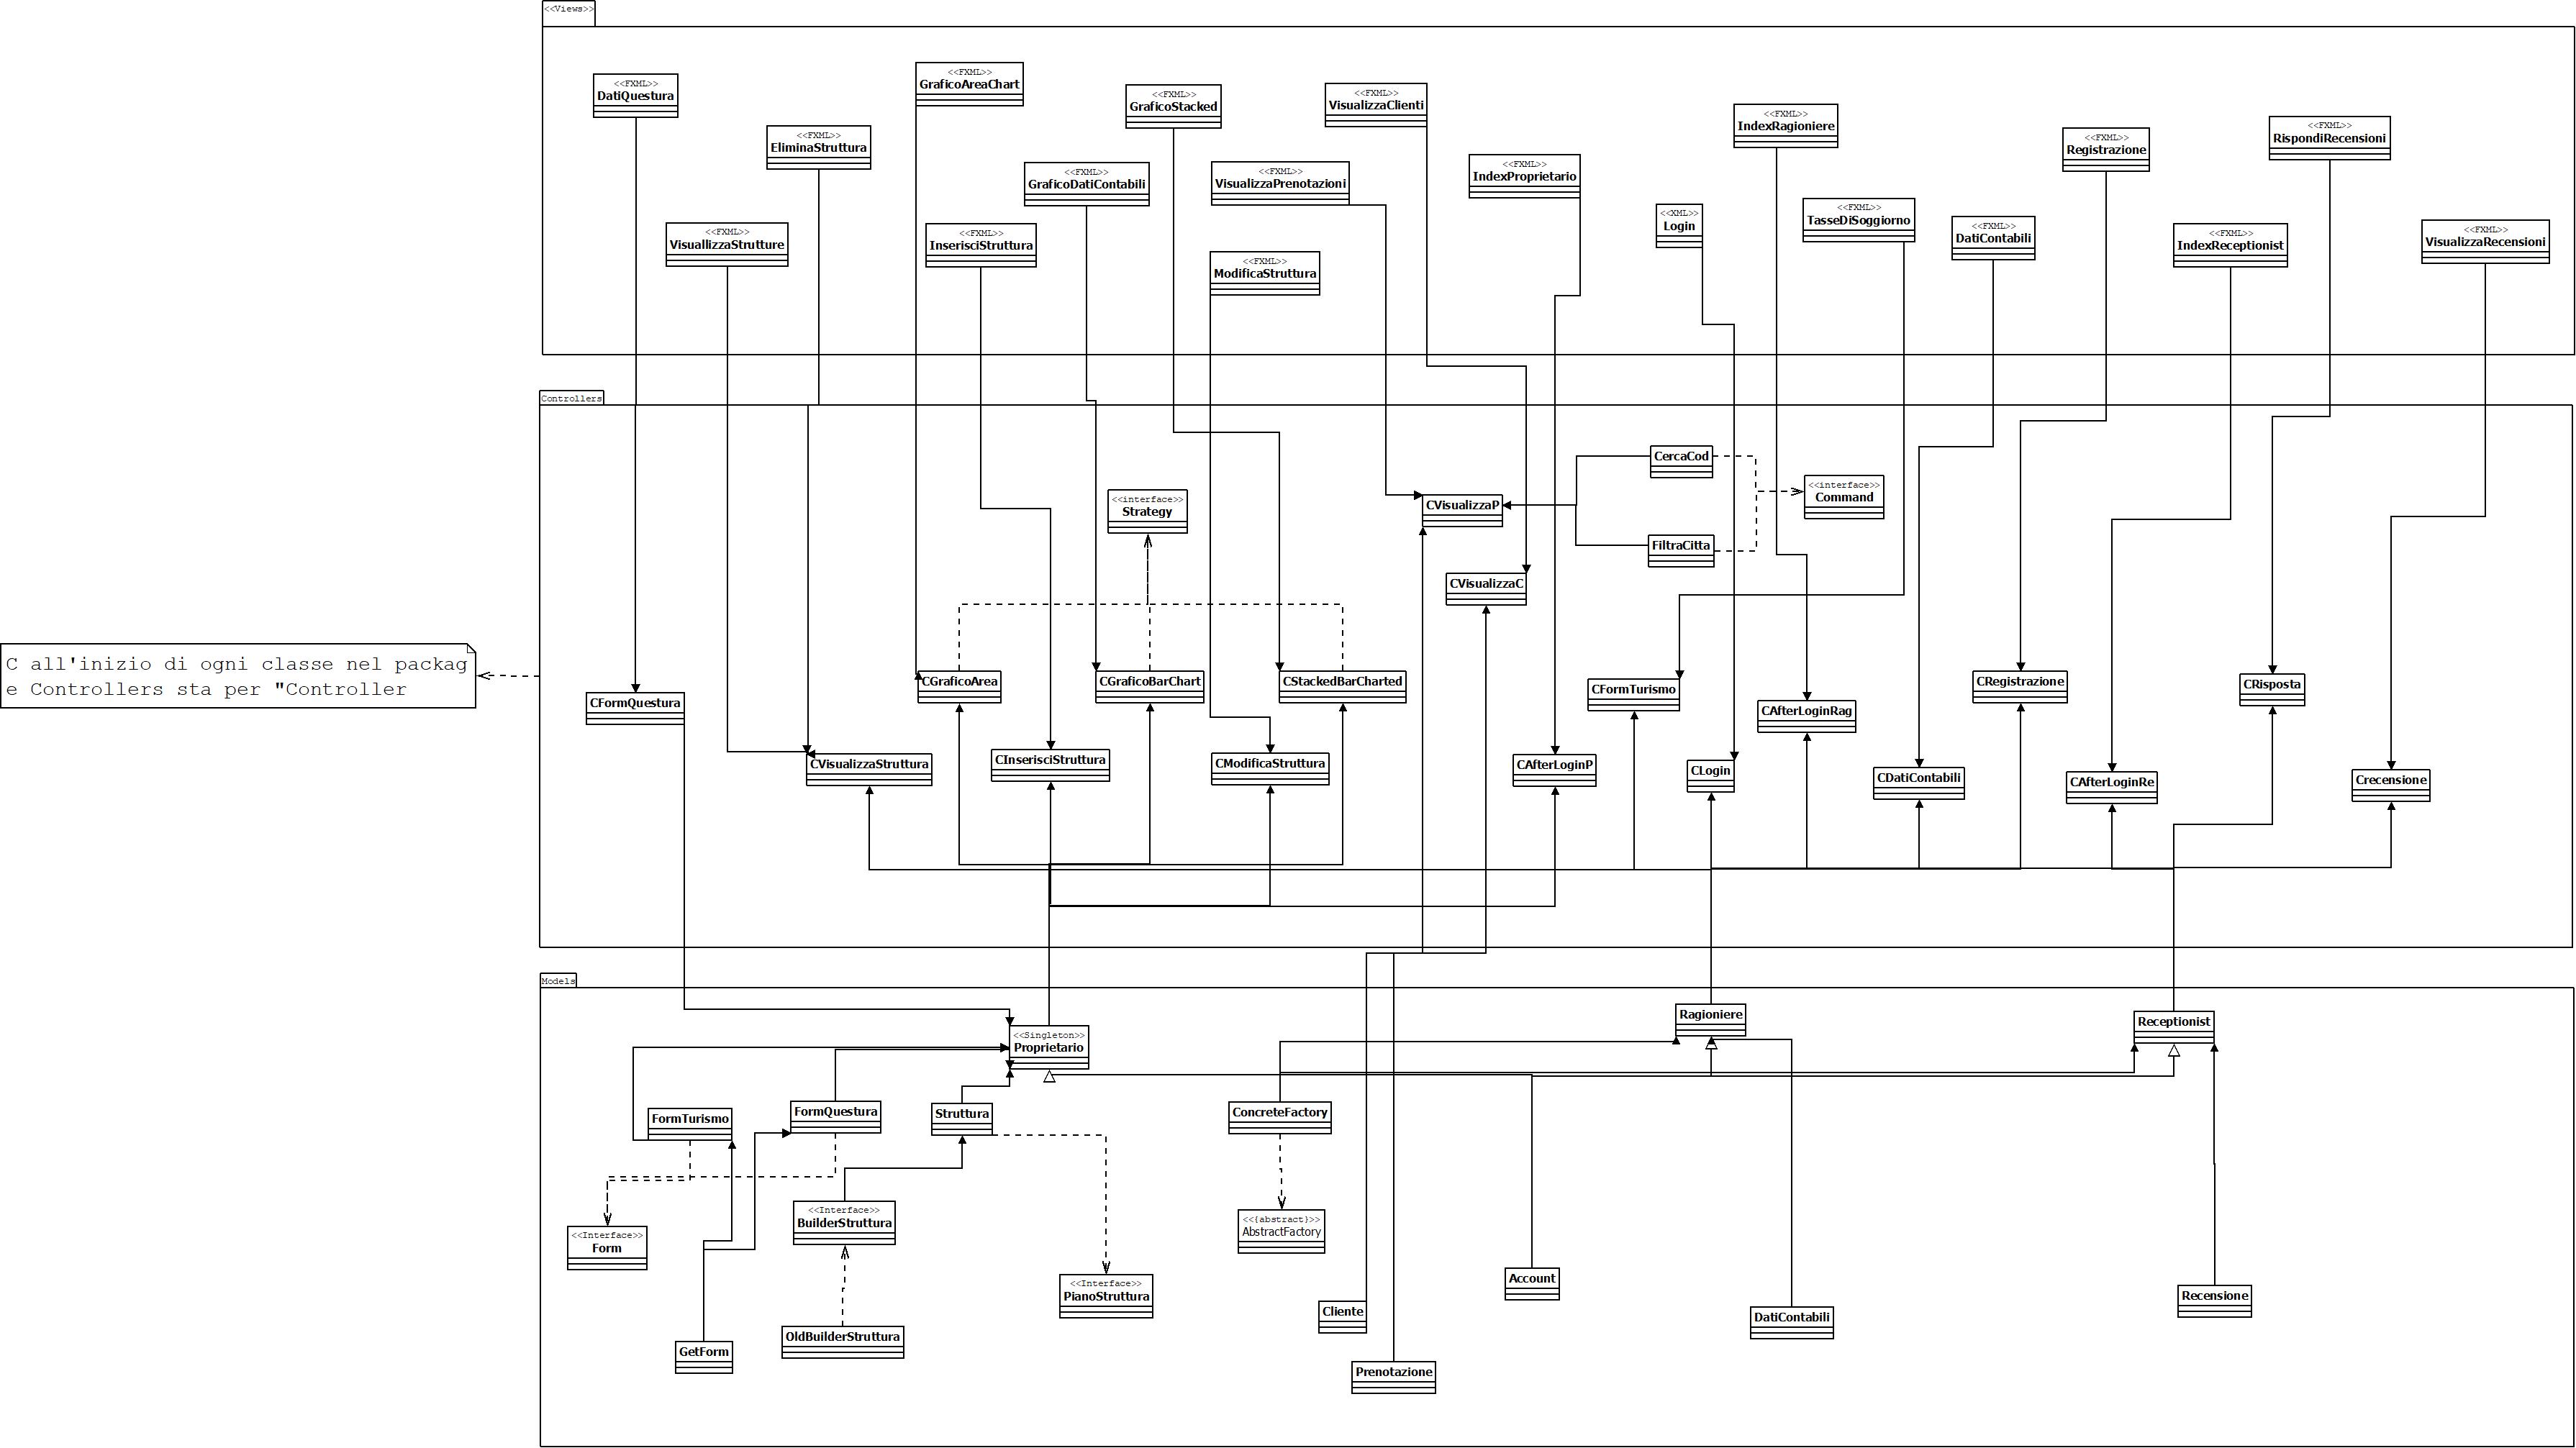 <<Views>>
<<FXML>>
DatiQuestura
<<FXML>>
EliminaStruttura
<<FXML>>
VisuallizzaStrutture
<<FXML>>
GraficoAreaChart
<<FXML>>
InserisciStruttura
<<FXML>>
GraficoDatiContabili
<<FXML>>
GraficoStacked
<<FXML>>
VisualizzaPrenotazioni
<<FXML>>
ModificaStruttura
<<FXML>>
VisualizzaClienti
<<FXML>>
IndexProprietario
<<XML>>
Login
<<FXML>>
IndexRagioniere
<<FXML>>
TasseDiSoggiorno
<<FXML>>
DatiContabili
<<FXML>>
Registrazione
<<FXML>>
IndexReceptionist
<<FXML>>
RispondiRecensioni
<<FXML>>
VisualizzaRecensioni
Controllers
CercaCod
<<interface>>
Command
<<interface>>
Strategy
CVisualizzaP
FiltraCitta
CVisualizzaC
C all'inizio di ogni classe nel packag
e Controllers sta per "Controller
CFormQuestura
CGraficoArea
CGraficoBarChart
CStackedBarCharted
CFormTurismo
CAfterLoginRag
CRegistrazione
CRisposta
CVisualizzaStruttura
CInserisciStruttura
CModificaStruttura
CAfterLoginP
CLogin
CDatiContabili
CAfterLoginRe
Crecensione
Models
<<Singleton>>
Proprietario
Ragioniere
Receptionist
FormTurismo
FormQuestura
Struttura
ConcreteFactory
<<Interface>>
Form
<<Interface>>
BuilderStruttura
<<{abstract}>>
AbstractFactory
<<Interface>>
PianoStruttura
Account
Recensione
Cliente
DatiContabili
OldBuilderStruttura
GetForm
Prenotazione